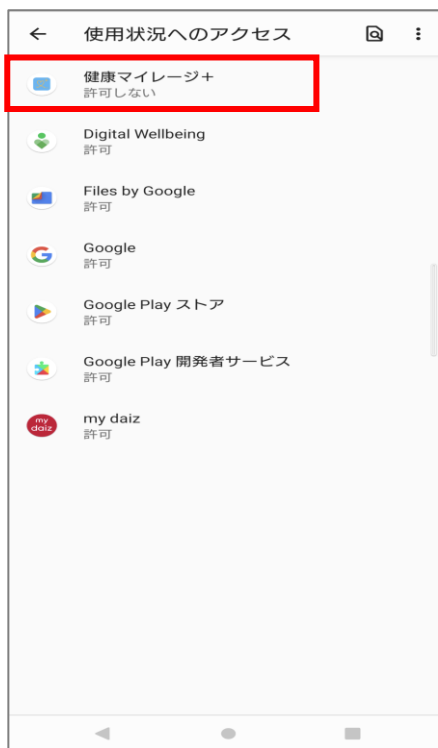 使用状況へのアクセス
健康マイレージ+
許可しない
Digital Wellbeing
許可
Files by Google
許可
Google
許可
Google Play ストア
許可
Google Play 開発者サービス
許可
my daiz
my daiz
許可